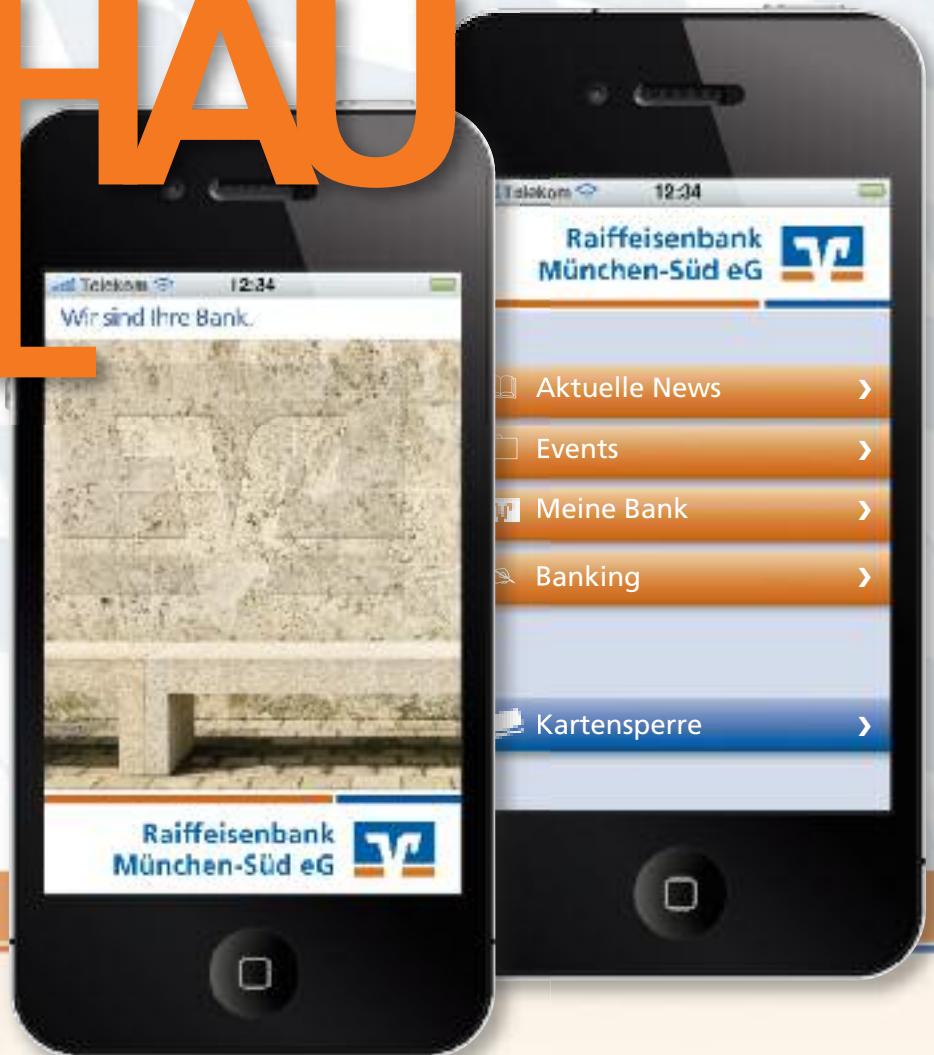 HAU
Telekom 12:34
Wir sind Ihre Bank.
Raiffeisenbank
München-Süd eG
Telekom 12:34
Raiffeisenbank
München-Süd eG
Aktuelle News
Events
Meine Bank
Banking
Kartensperre